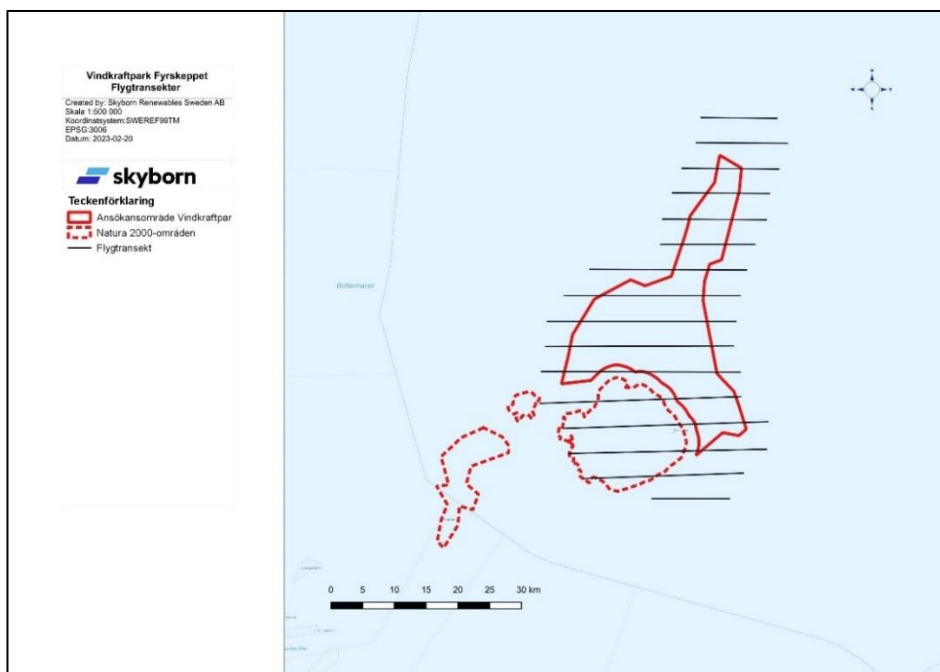 Vindkraftpark Fyrskeppet
Flygtransekter
Created by: Skyborn Renewables Sweden AB
Skala 1:500 000
Koordinatsystem:SWEREF99TM
EPSG:3006
Datum: 2023-02-20
skyborn
Teckenförklaring
Ansökansområde Vindkraftpar
Natura 2000-områden
Flygtransekt
Bottenhavet
0 5 10 15 20 25 30 km